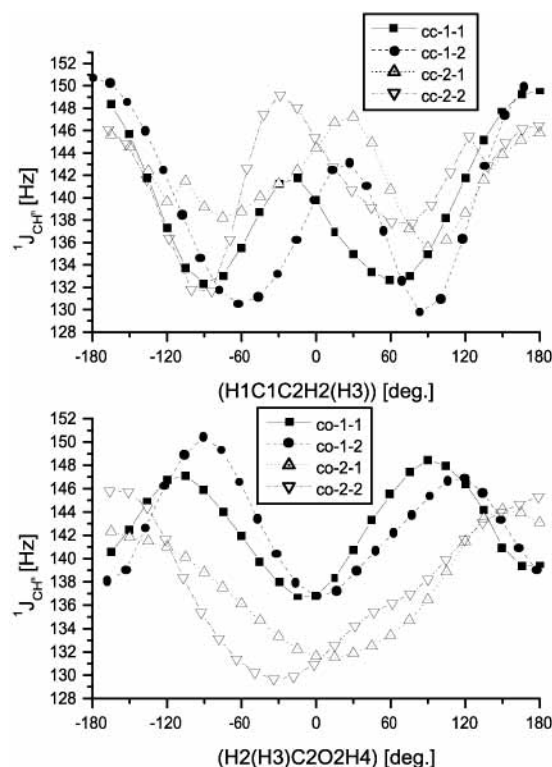 152
150
148
146
144
142
140
138
136
134
132
130
128
¹J_CH' [Hz]
cc-1-1
cc-1-2
cc-2-1
cc-2-2
-180 -120 -60 0 60 120 180
(H1C1C2H2(H3)) [deg.]
152
150
148
146
144
142
140
138
136
134
132
130
128
¹J_CH' [Hz]
co-1-1
co-1-2
co-2-1
co-2-2
-180 -120 -60 0 60 120 180
(H2(H3)C2O2H4) [deg.]